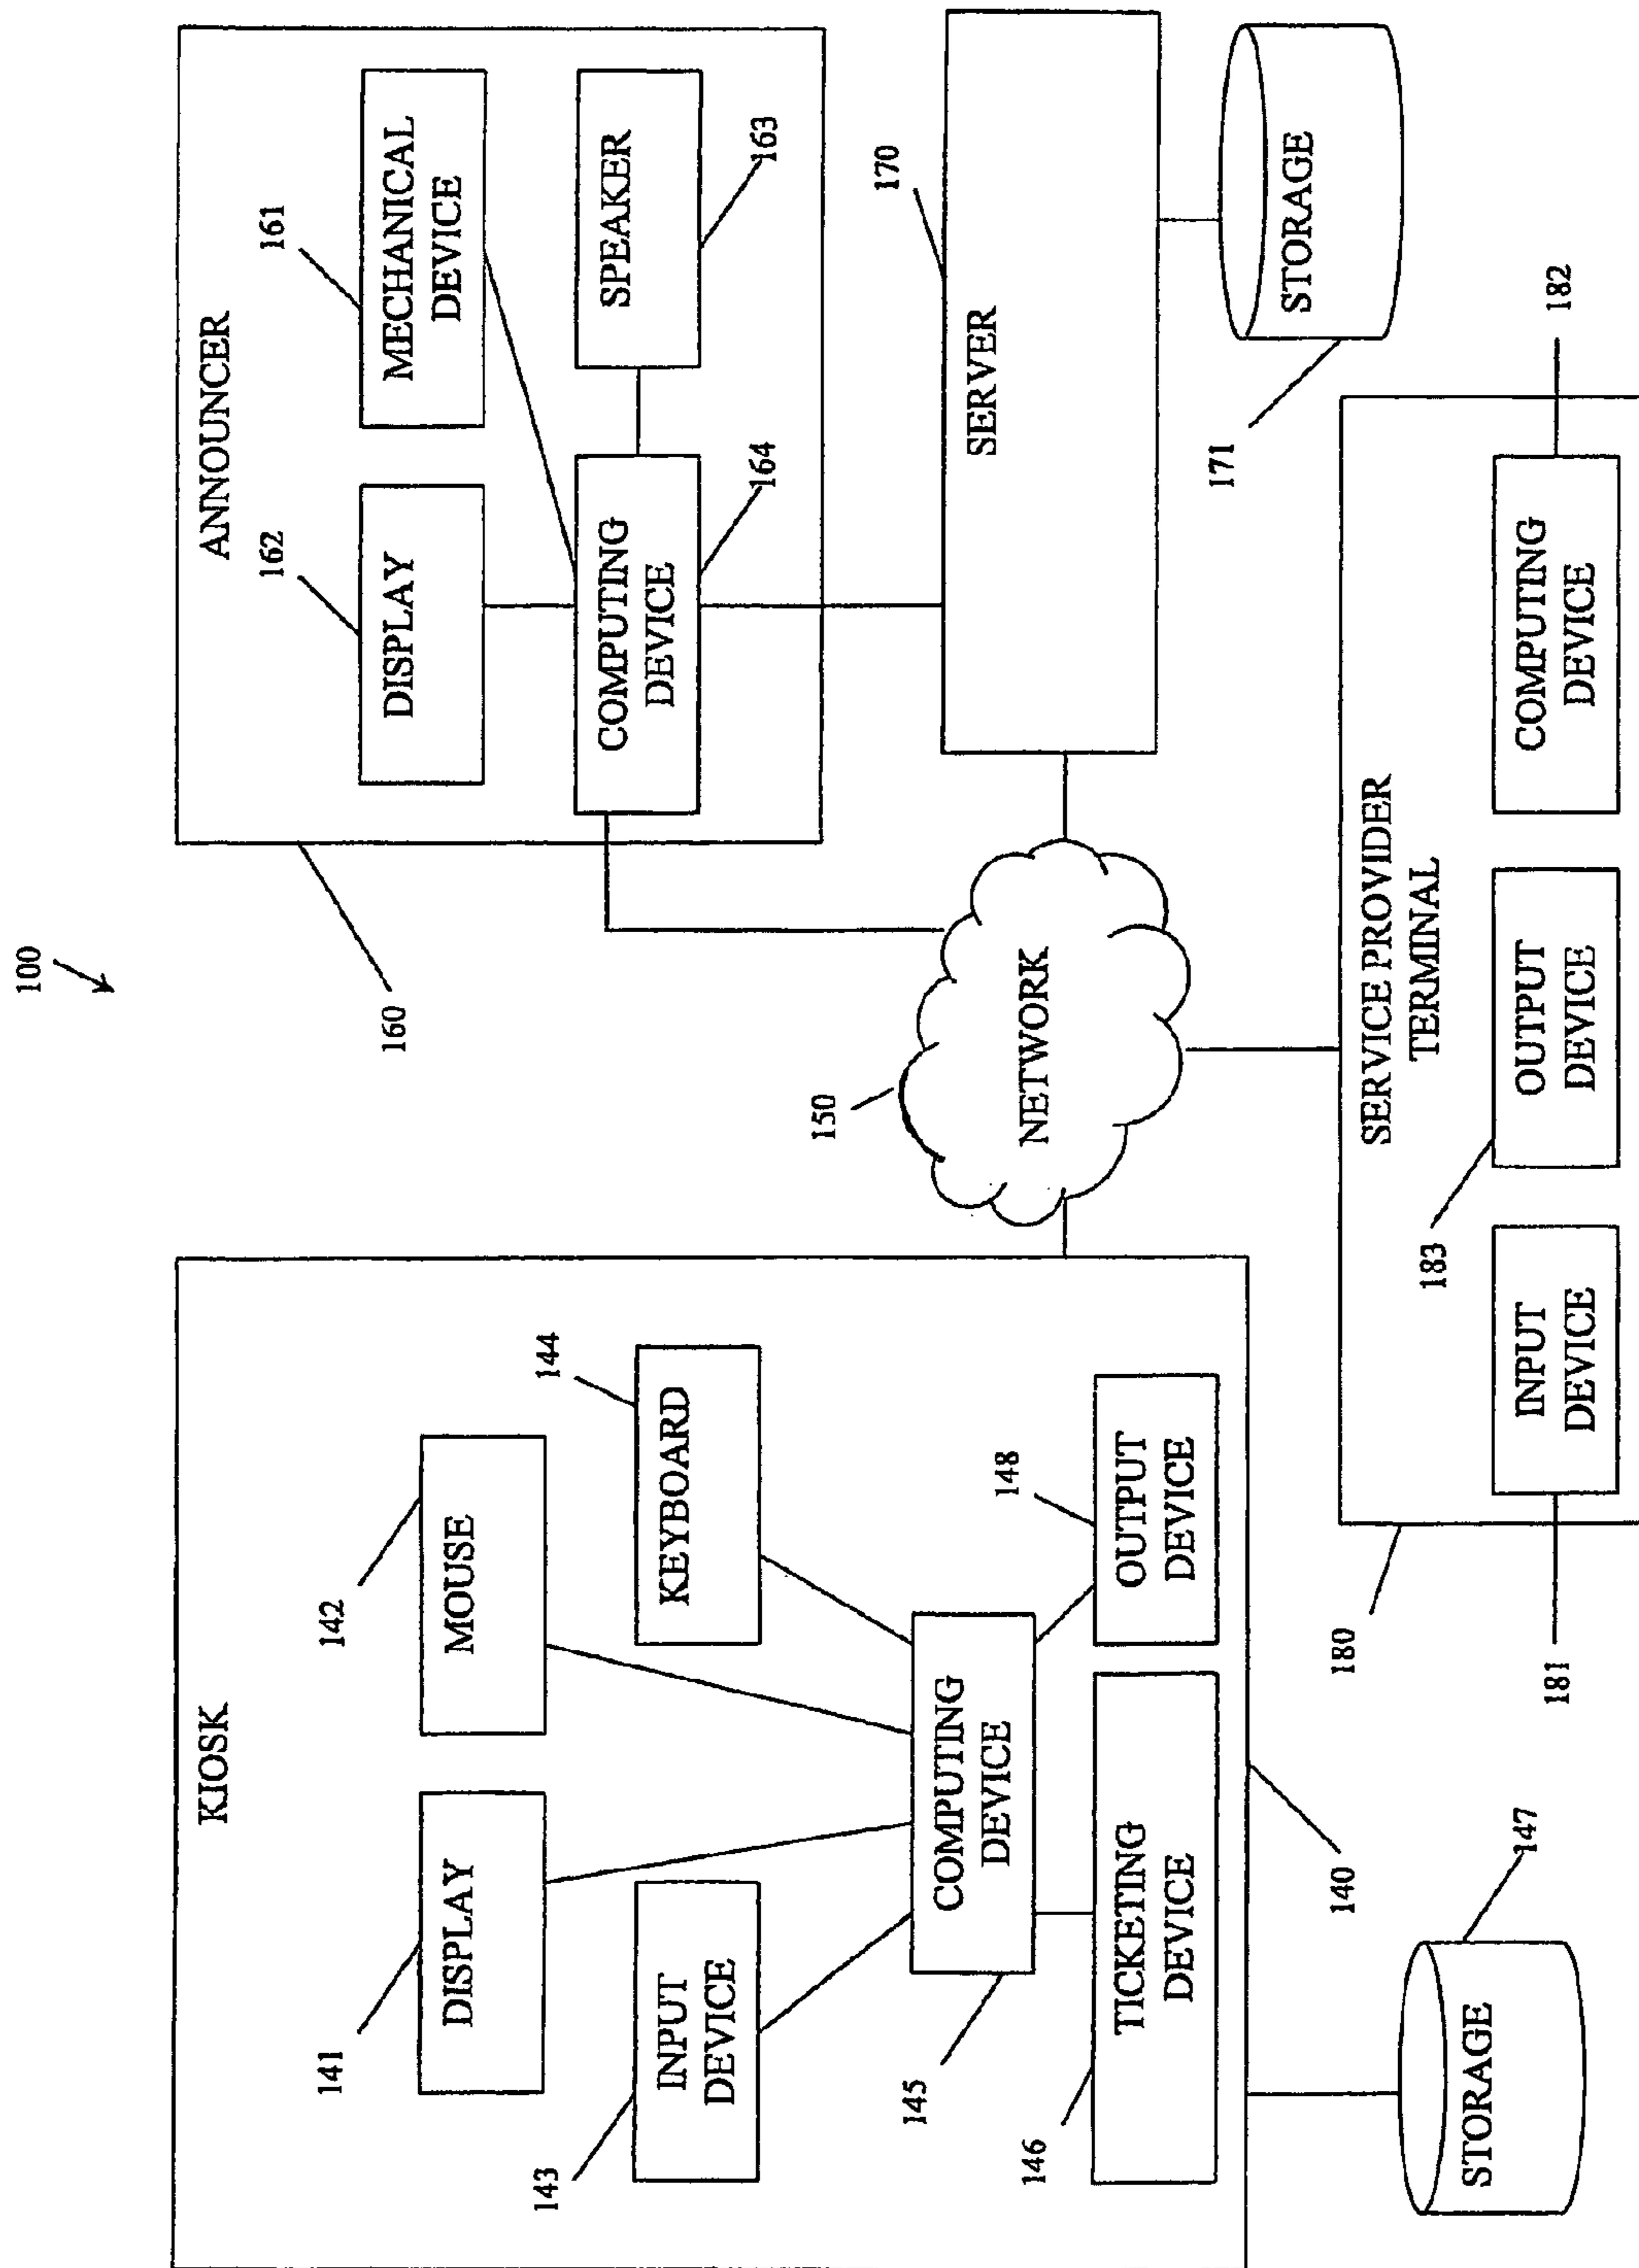 100
KIOSK
141
DISPLAY
142
MOUSE
143
INPUT
DEVICE
144
KEYBOARD
145
COMPUTING
DEVICE
146
TICKETING
DEVICE
148
OUTPUT
DEVICE
140
147
STORAGE
150
NETWORK
160
ANNOUNCER
162
DISPLAY
161
MECHANICAL
DEVICE
COMPUTING
DEVICE
164
SPEAKER
163
170
SERVER
171
STORAGE
180
SERVICE PROVIDER
TERMINAL
181
INPUT
DEVICE
183
OUTPUT
DEVICE
COMPUTING
DEVICE
182